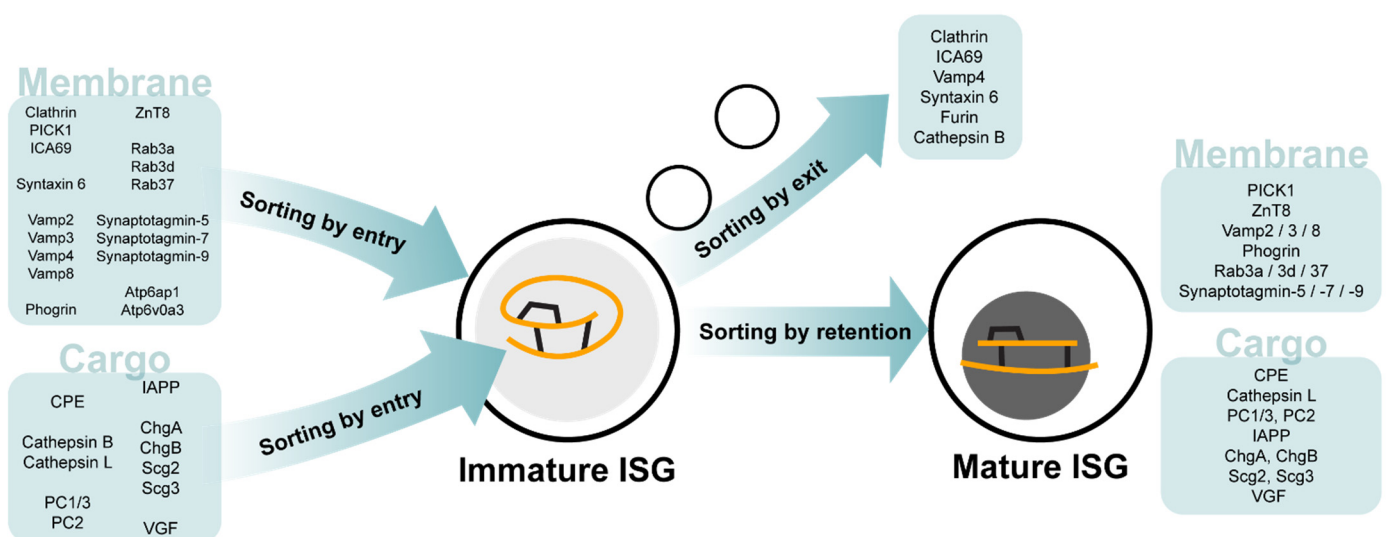 Membrane
Clathrin
PICK1
ICA69
Syntaxin 6
Vamp2
Vamp3
Vamp4
Vamp8
Phogrin
ZnT8
Rab3a
Rab3d
Rab37
Synaptotagmin-5
Synaptotagmin-7
Synaptotagmin-9
Atp6ap1
Atp6v0a3
Cargo
CPE
Cathepsin B
Cathepsin L
PC1/3
PC2
IAPP
ChgA
ChgB
Scg2
Scg3
VGF
Sorting by entry
Sorting by entry
Immature ISG
Sorting by exit
Clathrin
ICA69
Vamp4
Syntaxin 6
Furin
Cathepsin B
Sorting by retention
Mature ISG
Membrane
PICK1
ZnT8
Vamp2 / 3 / 8
Phogrin
Rab3a / 3d / 37
Synaptotagmin-5 / -7 / -9
Cargo
CPE
Cathepsin L
PC1/3, PC2
IAPP
ChgA, ChgB
Scg2, Scg3
VGF